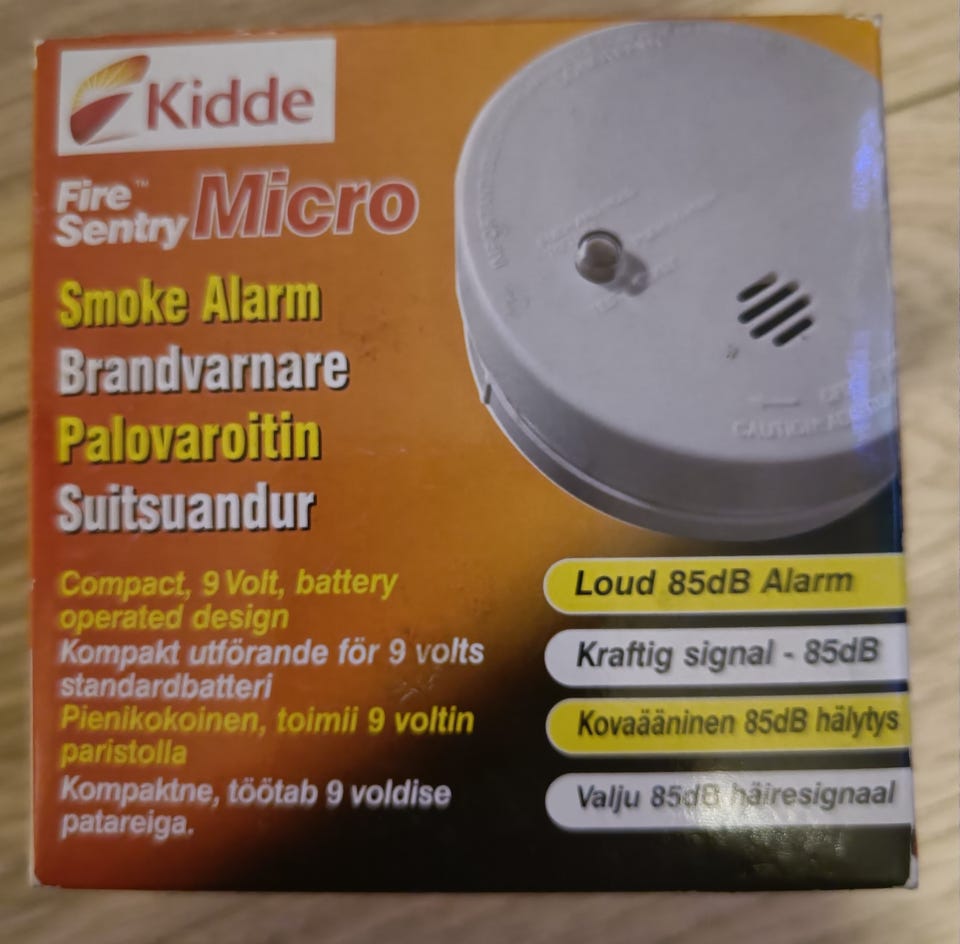 Kidde
Fire™
Sentry Micro
Smoke Alarm
Brandvarnare
Palovaroitin
Suitsuandur
Compact, 9 Volt, battery
operated design
Kompakt utförande för 9 volts
standardbatteri
Pienikokoinen, toimii 9 voltin
paristolla
Kompaktne, töötab 9 voldise
patareiga.
Loud 85dB Alarm
Kraftig signal - 85dB
Kovaääninen 85dB hälytys
Valju 85dB häiresignaal
CAUTION